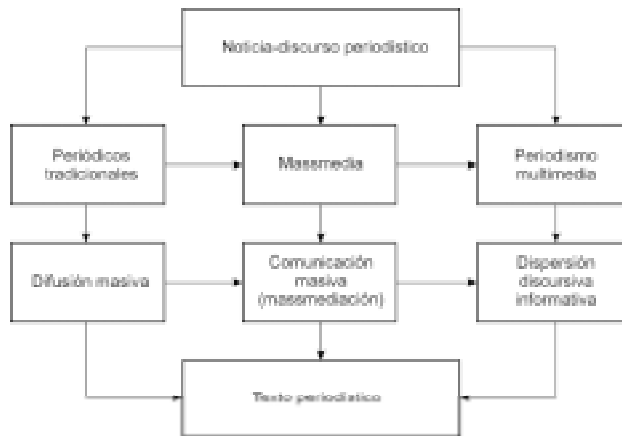 Noticia-discurso periodístico
Periódicos
tradicionales
Massmedia
Periodismo
multimedia
Difusión masiva
Comunicación
masiva
(massmediación)
Dispersión
discursiva
informativa
Texto periodístico